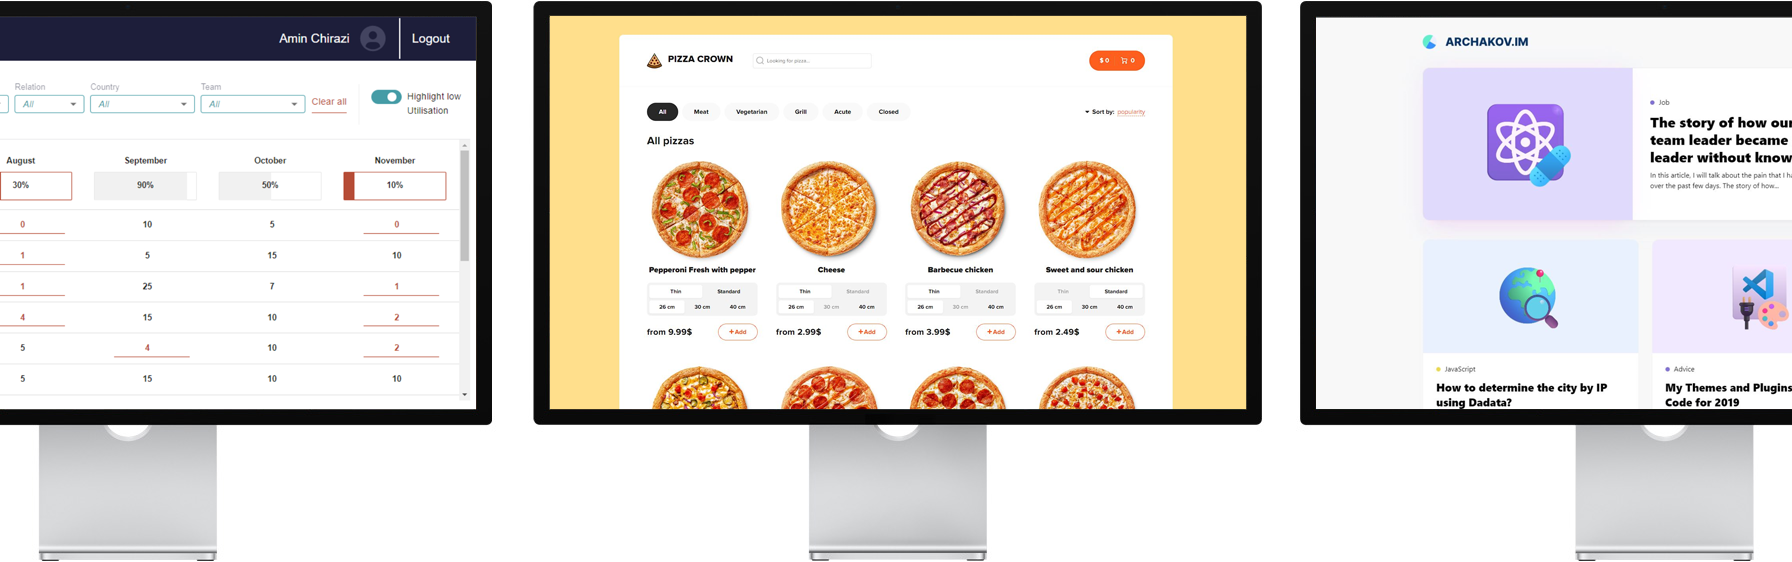 Amin Chirazi
Logout
Relation
Country
Team
All
All
All
Clear all
Highlight low
Utilisation
August
September
October
November
30%
90%
50%
10%
0
10
5
0
1
5
15
10
1
25
7
1
4
15
10
2
5
4
10
2
5
15
10
10
PIZZA CROWN
Looking for pizza...
$ 0
0
All
Meat
Vegetarian
Grill
Acute
Closed
Sort by: popularity
All pizzas
Pepperoni Fresh with pepper
Cheese
Barbecue chicken
Sweet and sour chicken
Thin
Standard
Thin
Standard
Thin
Standard
Thin
Standard
26 cm
30 cm
40 cm
26 cm
30 cm
40 cm
26 cm
30 cm
40 cm
26 cm
30 cm
40 cm
from 9.99$
+ Add
from 2.99$
+ Add
from 3.99$
+ Add
from 2.49$
+ Add
ARCHAKOV.IM
Job
The story of how our
team leader became
leader without know
In this article, I will talk about the pain that I ha
over the past few days. The story of how...
JavaScript
How to determine the city by IP
using Dadata?
Advice
My Themes and Plugins
Code for 2019